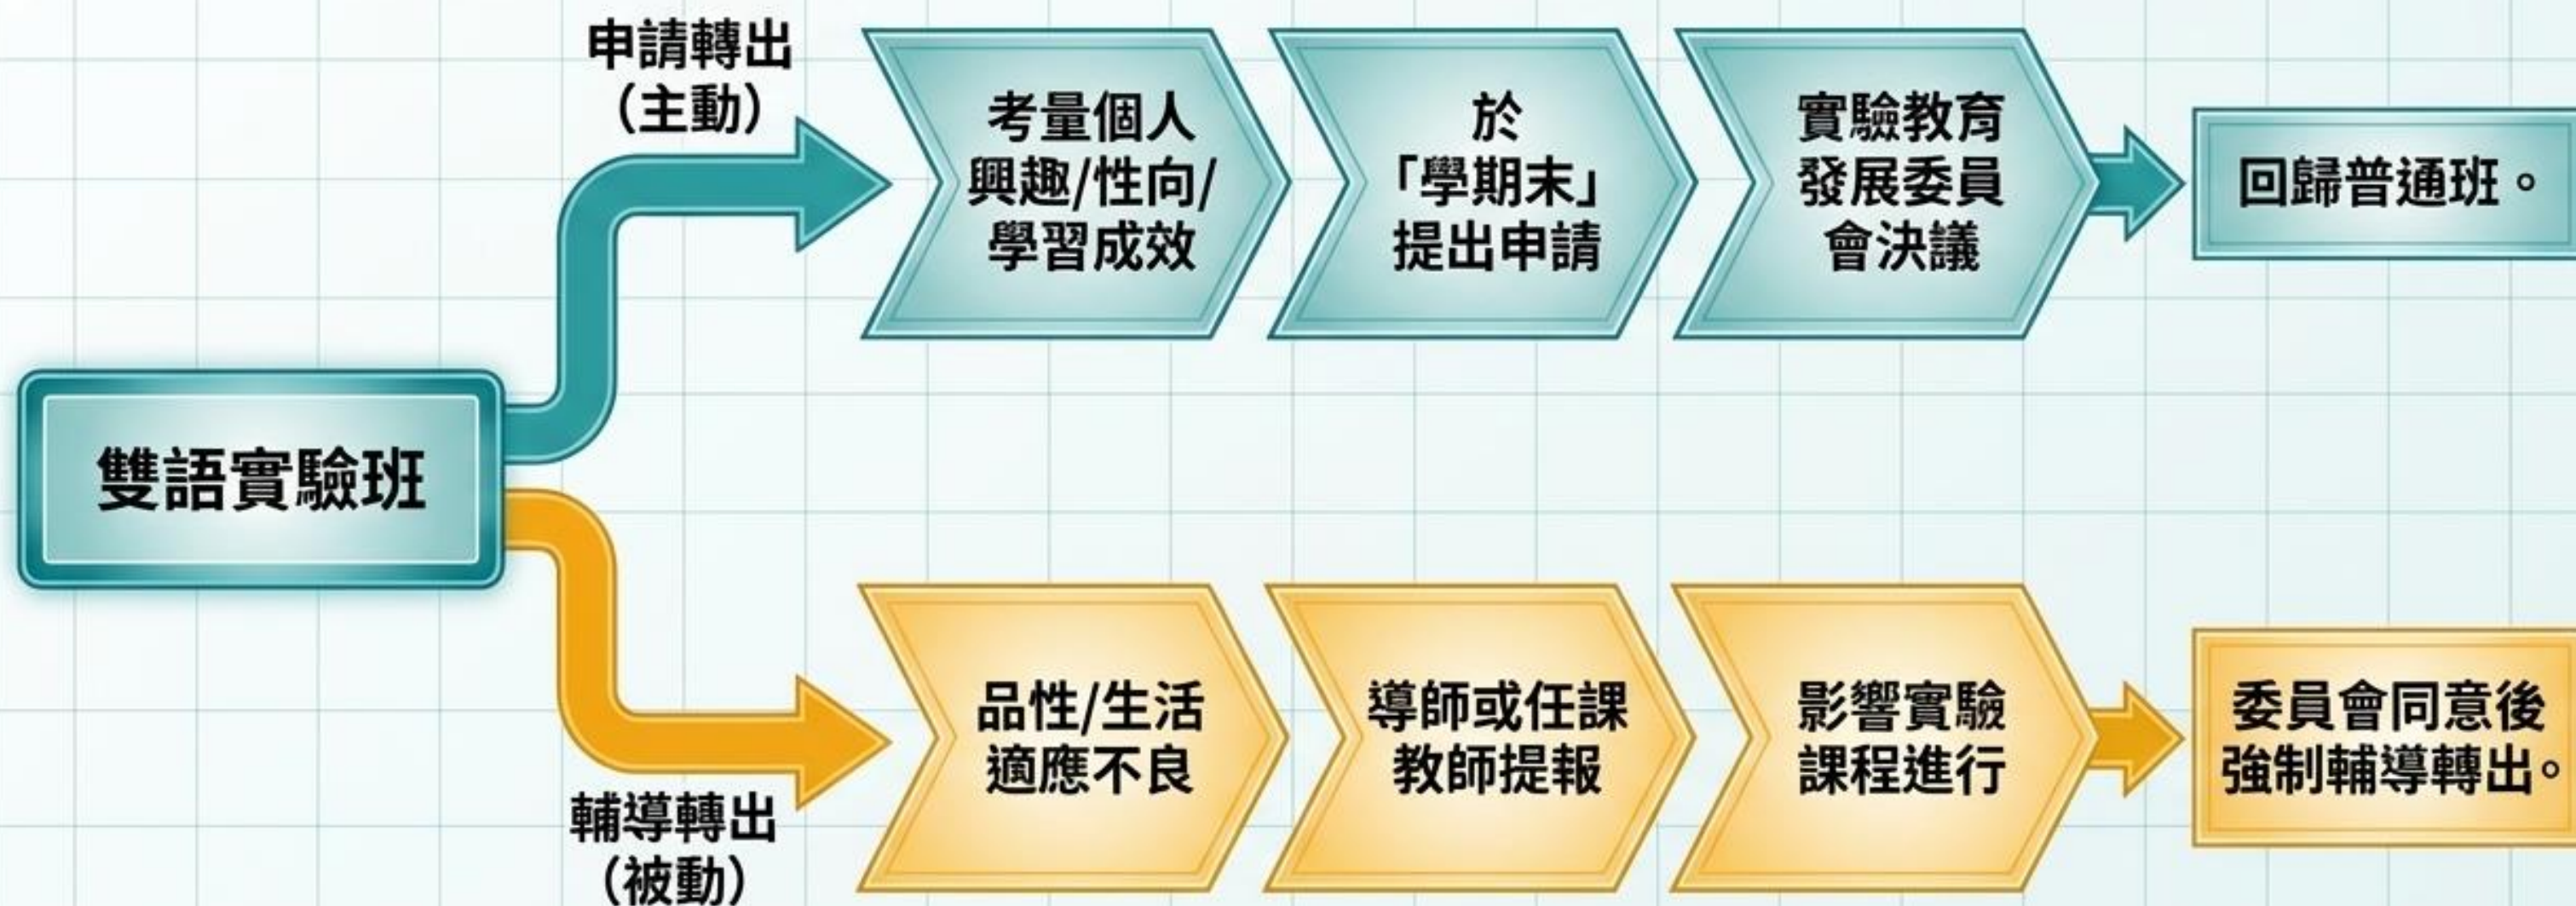 雙語實驗班
申請轉出
（主動）
考量個人
興趣/性向/
學習成效
於
「學期末」
提出申請
實驗教育
發展委員
會決議
回歸普通班。
輔導轉出
（被動）
品性/生活
適應不良
導師或任課
教師提報
影響實驗
課程進行
委員會同意後
強制輔導轉出。